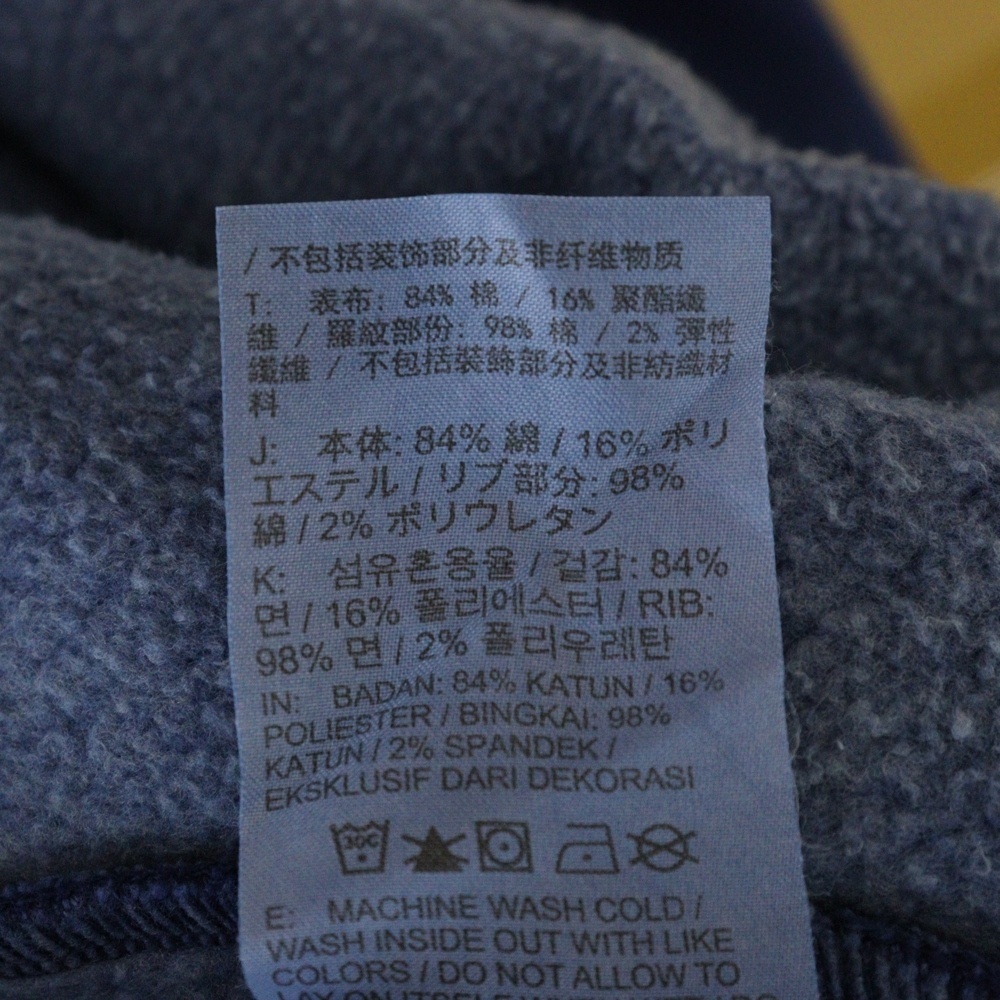 / 不包括装饰部分及非纤维物质
T: 表布: 84% 棉 / 16% 聚酯纖
維 / 羅紋部份: 98% 棉 / 2% 彈性
纖維 / 不包括裝飾部分及非紡織材
料
J: 本体: 84% 綿 / 16% ポリ
エステル / リブ部分: 98%
綿 / 2% ポリウレタン
K: 섬유혼용율 / 겉감: 84%
면 / 16% 폴리에스터 / RIB:
98% 면 / 2% 폴리우레탄
IN: BADAN: 84% KATUN / 16%
POLIESTER / BINGKAI: 98%
KATUN / 2% SPANDEK /
EKSKLUSIF DARI DEKORASI
30C
E: MACHINE WASH COLD /
WASH INSIDE OUT WITH LIKE
COLORS / DO NOT ALLOW TO
LAY ON ITSELF